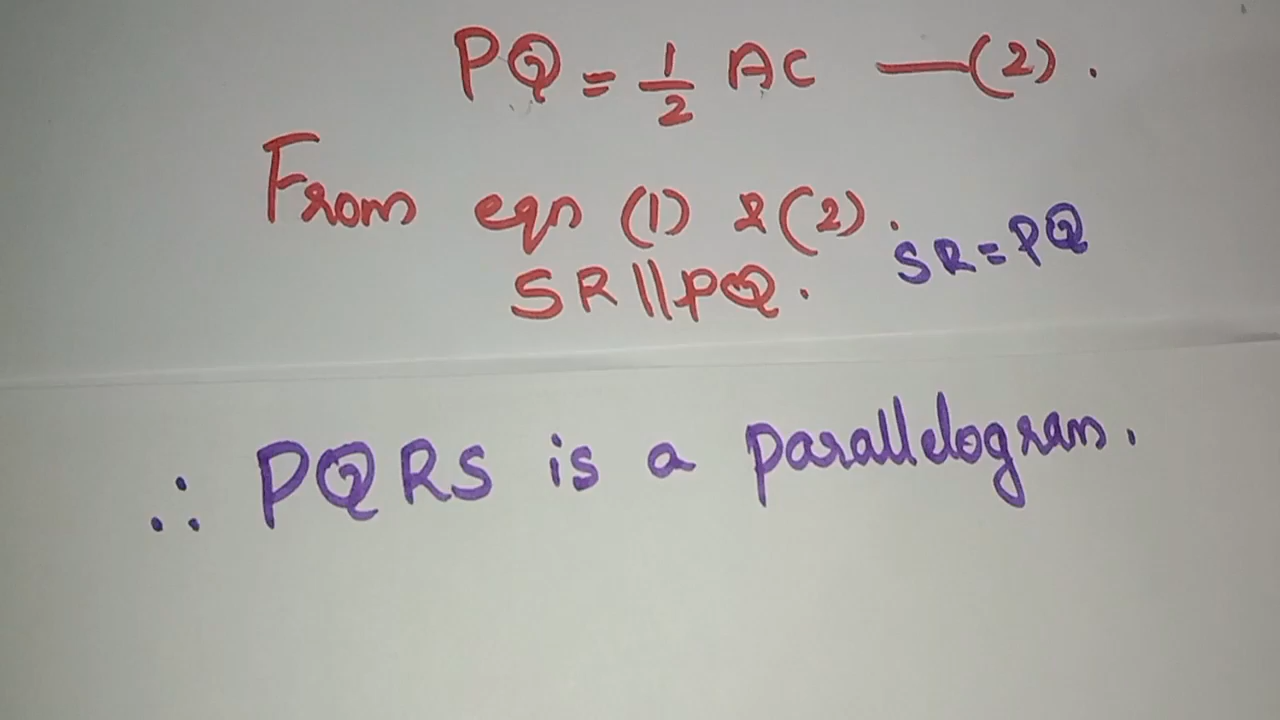 PQ = 1/2 AC —(2).
From eqn (1) & (2).
SR || PQ. SR = PQ
∴ PQRS is a parallelogram.